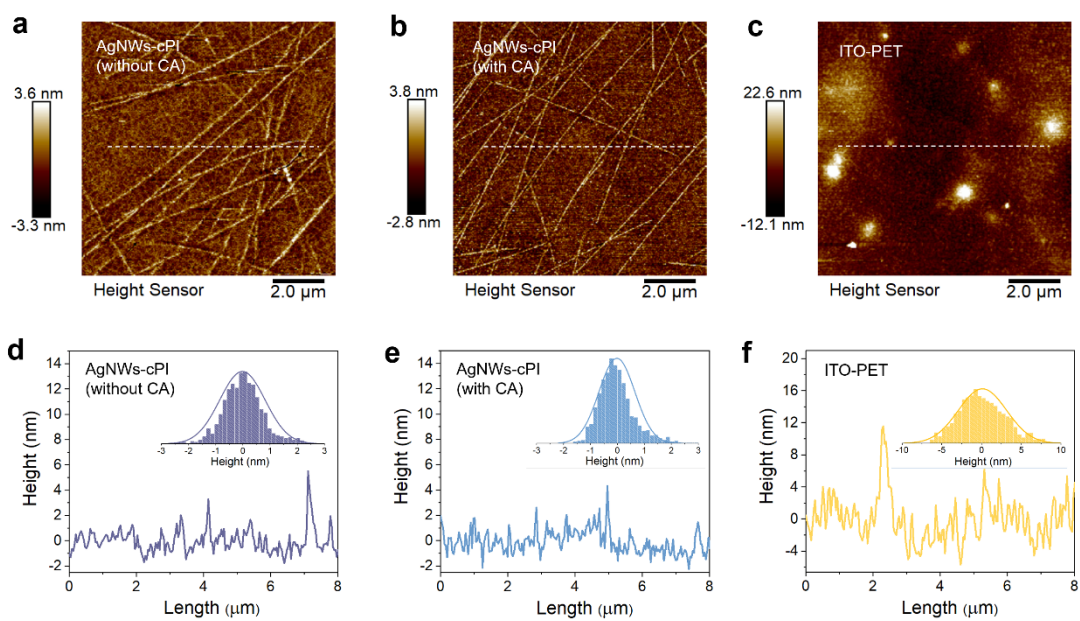 a
AgNWs-cPI
(without CA)
3.6 nm
-3.3 nm
Height Sensor
2.0 μm
b
AgNWs-cPI
(with CA)
3.8 nm
-2.8 nm
Height Sensor
2.0 μm
c
ITO-PET
22.6 nm
-12.1 nm
Height Sensor
2.0 μm
d
AgNWs-cPI
(without CA)
Height (nm)
14
12
10
8
6
4
2
0
-2
-3 -2 -1 0 1 2 3
Height (nm)
0 2 4 6 8
Length (μm)
e
AgNWs-cPI
(with CA)
Height (nm)
14
12
10
8
6
4
2
0
-2
-3 -2 -1 0 1 2 3
Height (nm)
0 2 4 6 8
Length (μm)
f
ITO-PET
Height (nm)
20
16
12
8
4
0
-4
-10 -5 0 5 10
Height (nm)
0 2 4 6 8
Length (μm)